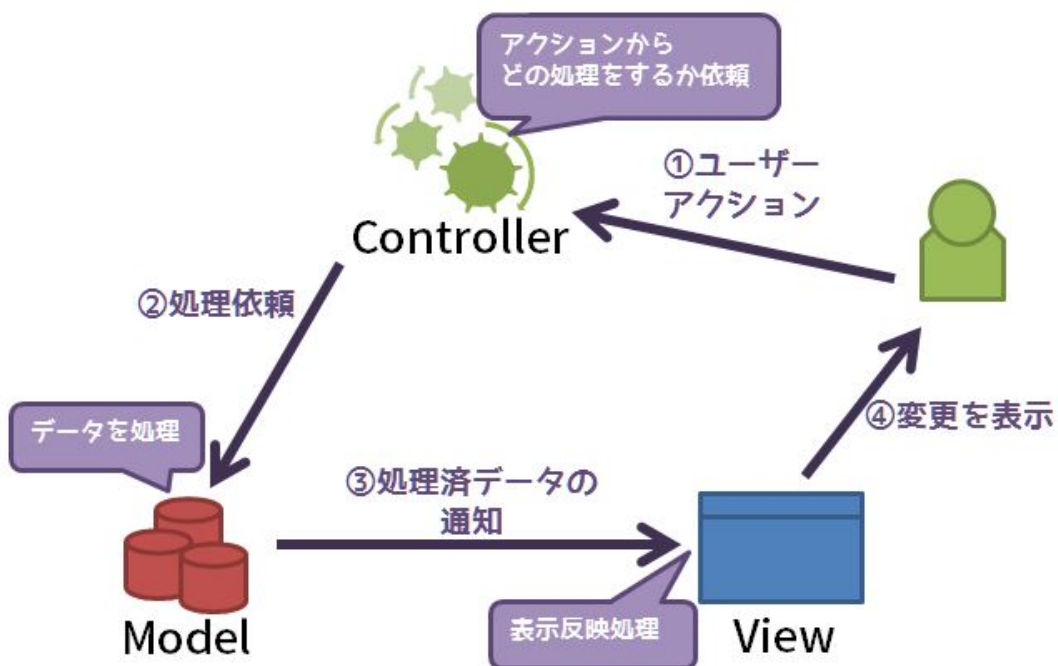 アクションから
どの処理をするか依頼
①ユーザー
アクション
Controller
②処理依頼
データを処理
④変更を表示
③処理済データの
通知
表示反映処理
Model
View